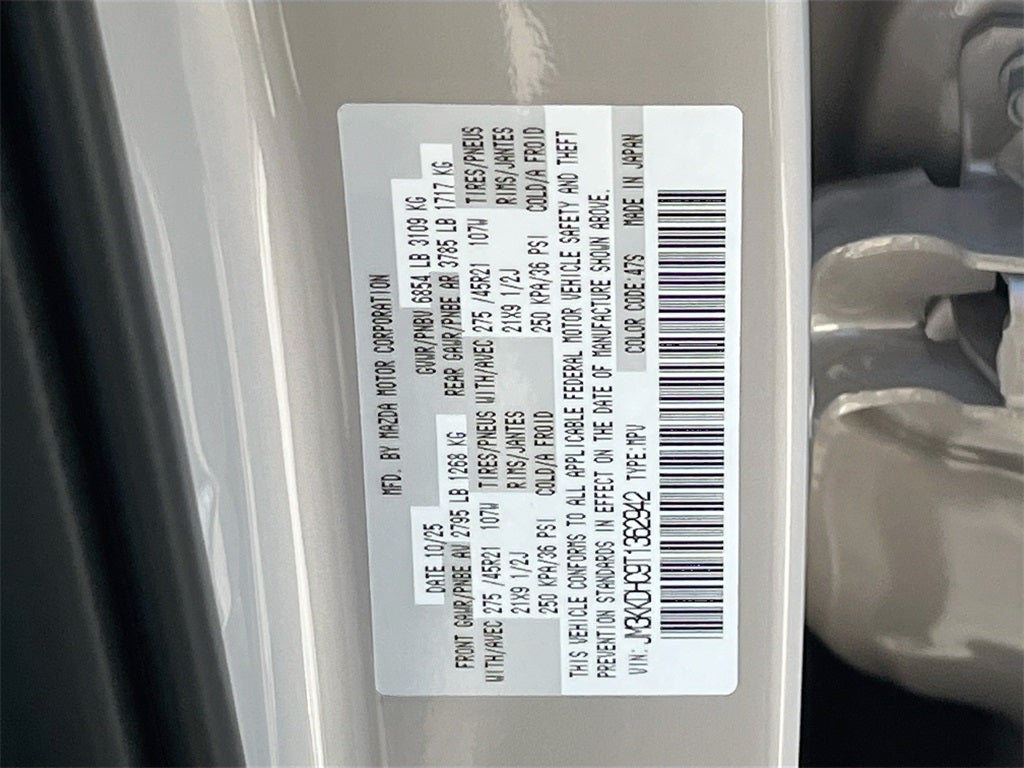 MFD. BY MAZDA MOTOR CORPORATION
DATE 10/25 GVWR/PNBV 6854 LB 3109 KG
FRONT GAWR/PNBE AV 2795 LB 1268 KG REAR GAWR/PNBE AR 3785 LB 1717 KG
WITH/AVEC 275 /45R21 107W TIRES/PNEUS WITH/AVEC 275 /45R21 107W TIRES/PNEUS
21X9 1/2J RIMS/JANTES 21X9 1/2J RIMS/JANTES
250 KPA/36 PSI COLD/A FROID 250 KPA/36 PSI COLD/A FROID
THIS VEHICLE CONFORMS TO ALL APPLICABLE FEDERAL MOTOR VEHICLE SAFETY AND THEFT
PREVENTION STANDARDS IN EFFECT ON THE DATE OF MANUFACTURE SHOWN ABOVE.
VIN: JM3KKDHC9T1362942 TYPE:MPV COLOR CODE:47S MADE IN JAPAN